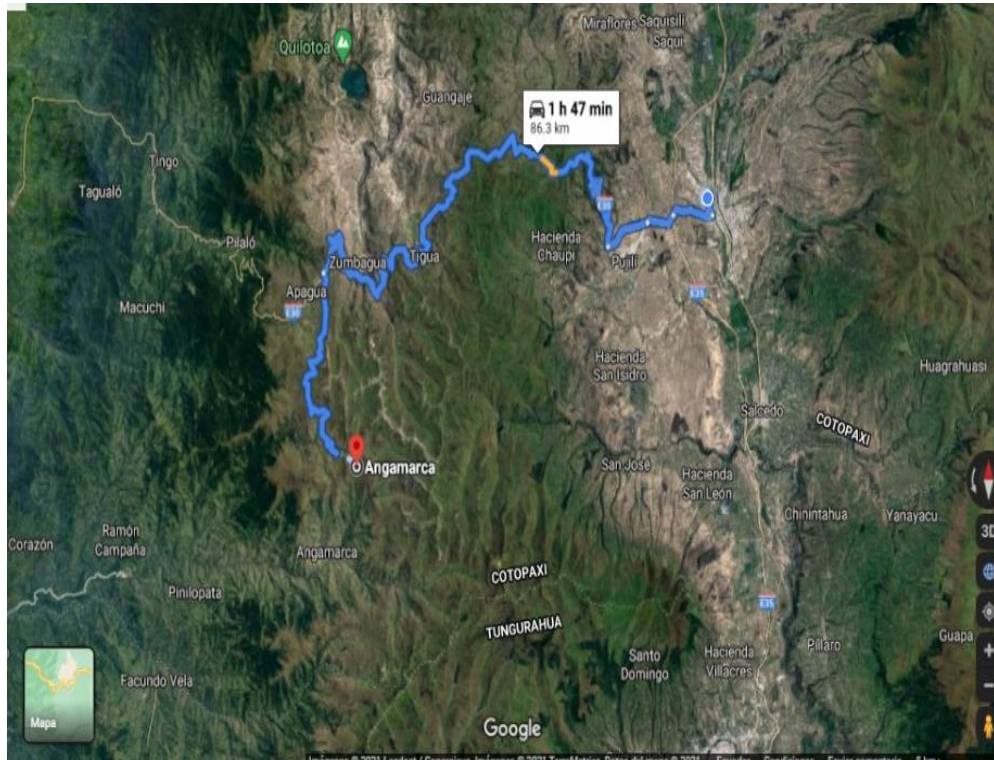 Miraflores
Saquisili
Saqui
Quilotoa
Guangaje
1 h 47 min
86.3 km
Tingo
Tagualó
E30
Pilaló
Hacienda
Chaupi
Pujilí
Zumbagua
Tigua
Apagua
E30
Macuchi
E35
Hacienda
San Isidro
Huagrahuasi
Salcedo
COTOPAXI
Angamarca
San José
Hacienda
San León
Chinintahua
Yanayacu
3D
Corazón
Ramón
Campaña
Angamarca
COTOPAXI
Pinllopata
TUNGURAHUA
E35
Guapa
Píllaro
Santo
Domingo
Hacienda
Villacres
Facundo Vela
Mapa
Google